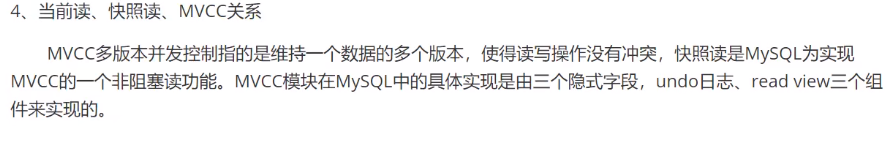 4、当前读、快照读、MVCC关系
MVCC多版本并发控制指的是维持一个数据的多个版本，使得读写操作没有冲突，快照读是MySQL为实现
MVCC的一个非阻塞读功能。MVCC模块在MySQL中的具体实现是由三个隐式字段，undo日志、read view三个组
件来实现的。